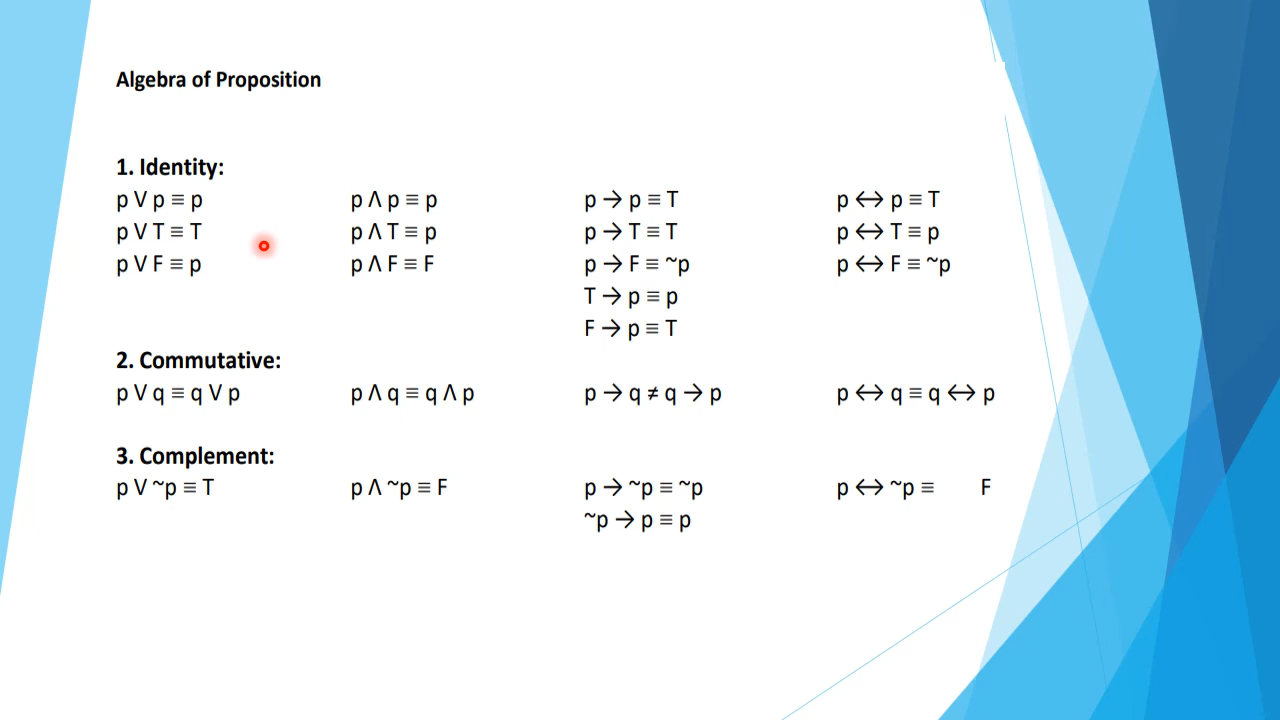 Algebra of Proposition
1. Identity:
p V p ≡ p p Λ p ≡ p p → p ≡ T p ↔ p ≡ T
p V T ≡ T p Λ T ≡ p p → T ≡ T p ↔ T ≡ p
p V F ≡ p p Λ F ≡ F p → F ≡ ~p p ↔ F ≡ ~p
T → p ≡ p
F → p ≡ T
2. Commutative:
p V q ≡ q V p p Λ q ≡ q Λ p p → q ≠ q → p p ↔ q ≡ q ↔ p
3. Complement:
p V ~p ≡ T p Λ ~p ≡ F p → ~p ≡ ~p p ↔ ~p ≡ F
~p → p ≡ p